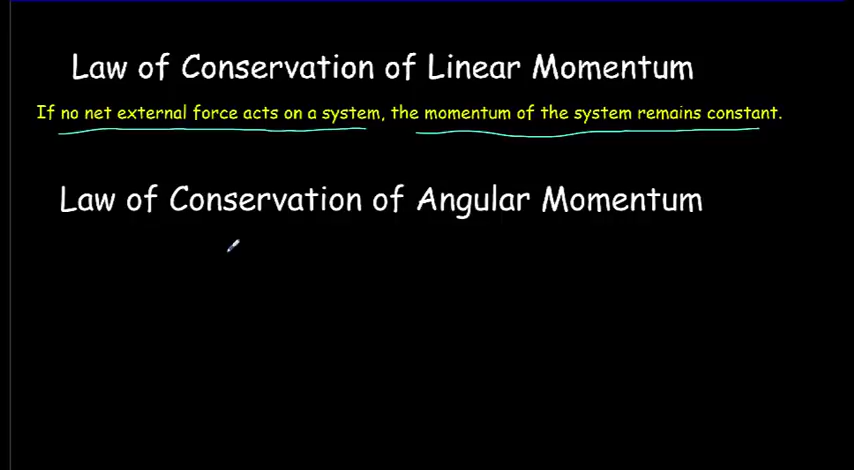 Law of Conservation of Linear Momentum
If no net external force acts on a system, the momentum of the system remains constant.
Law of Conservation of Angular Momentum